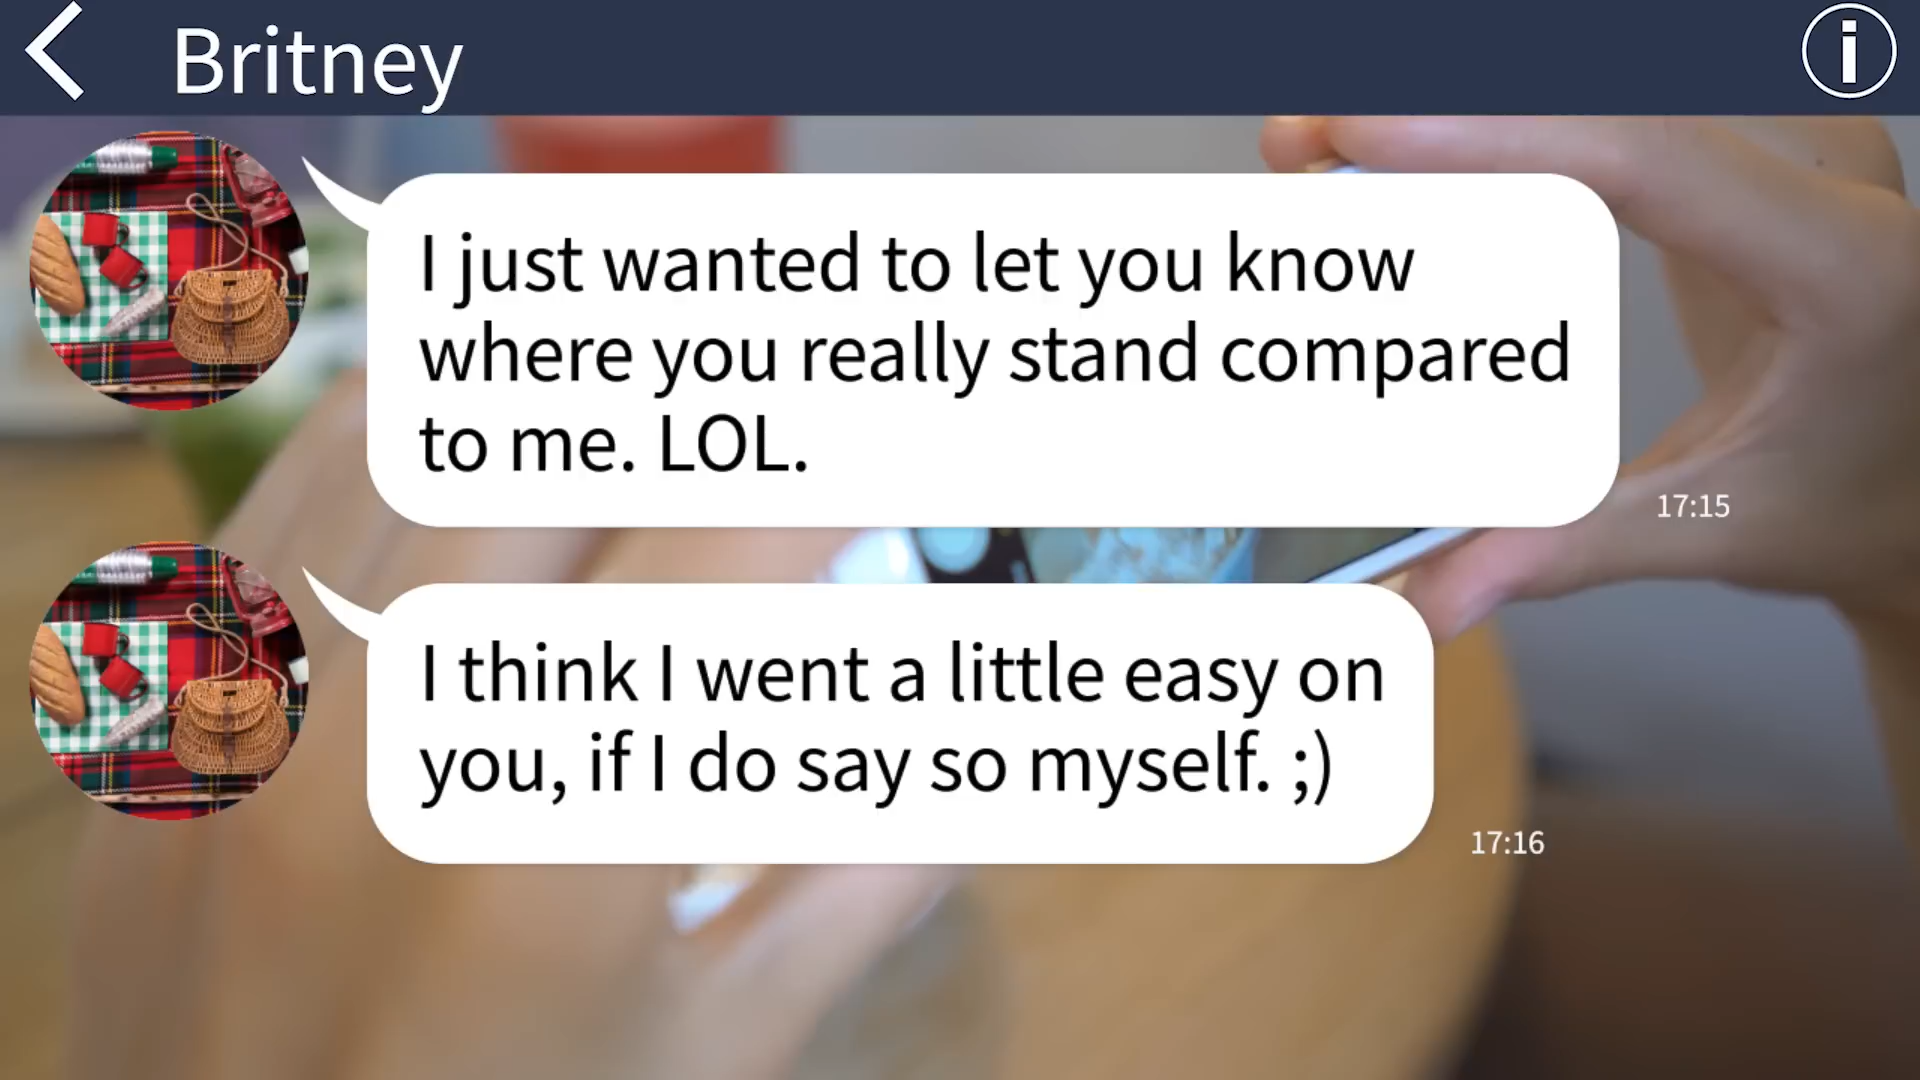 Britney
I just wanted to let you know
where you really stand compared
to me. LOL.
17:15
I think I went a little easy on
you, if I do say so myself. ;)
17:16